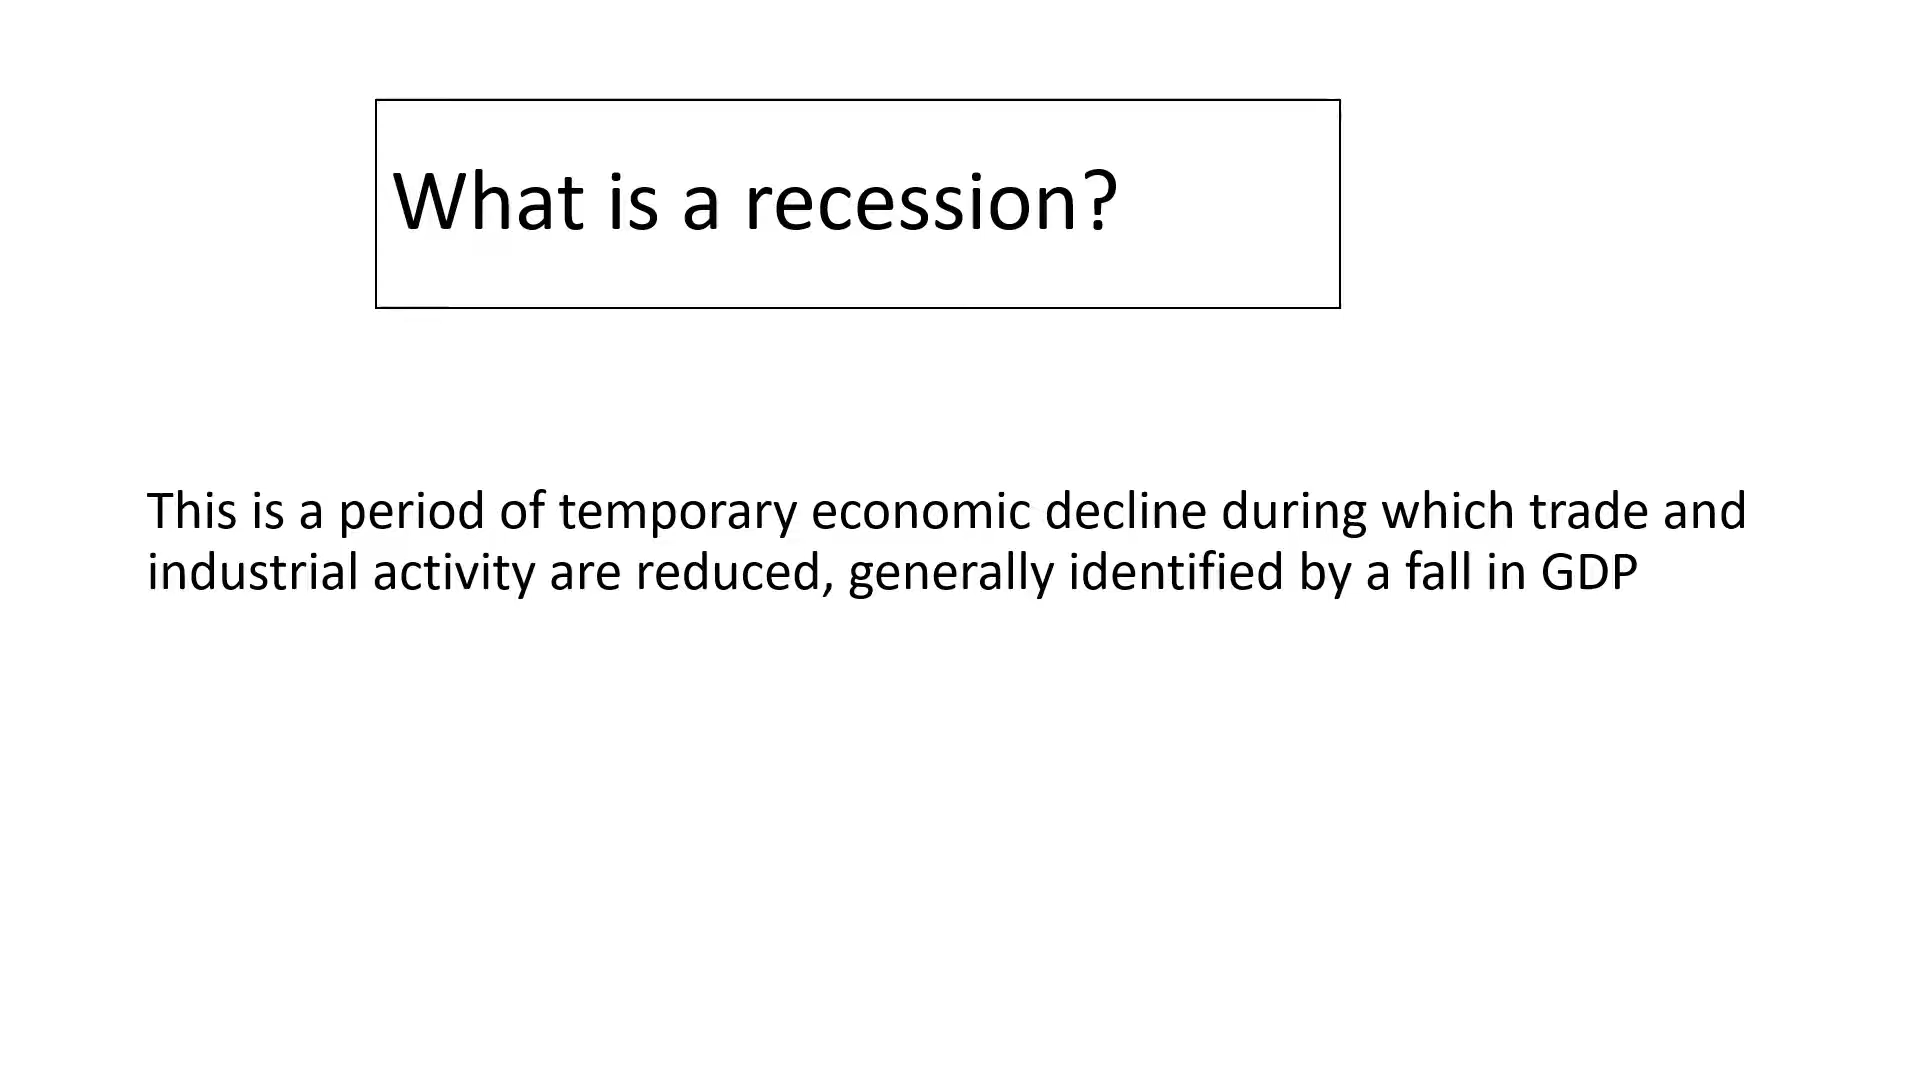 What is a recession?
This is a period of temporary economic decline during which trade and
industrial activity are reduced, generally identified by a fall in GDP